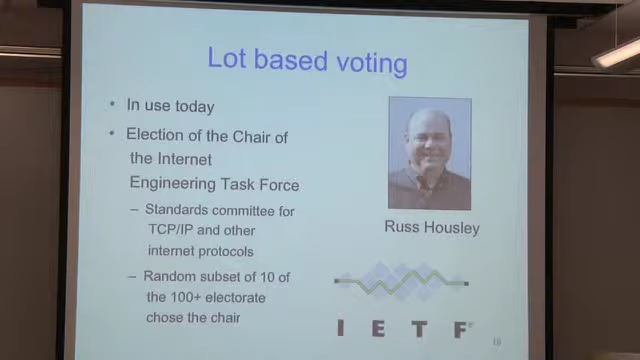 Lot based voting
• In use today
• Election of the Chair of
the Internet
Engineering Task Force
– Standards committee for
TCP/IP and other
internet protocols
– Random subset of 10 of
the 100+ electorate
chose the chair
Russ Housley
I E T F®